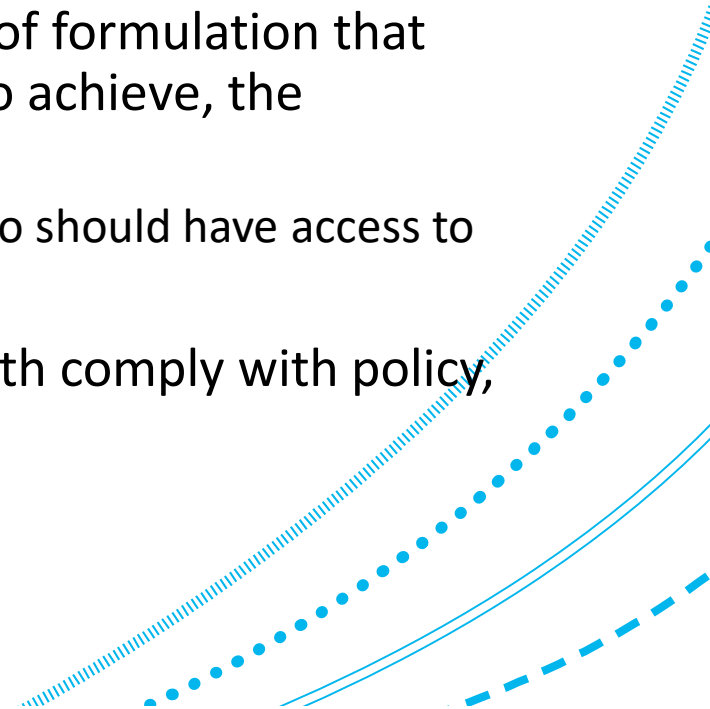 of formulation that
o achieve, the
o should have access to
th comply with policy,